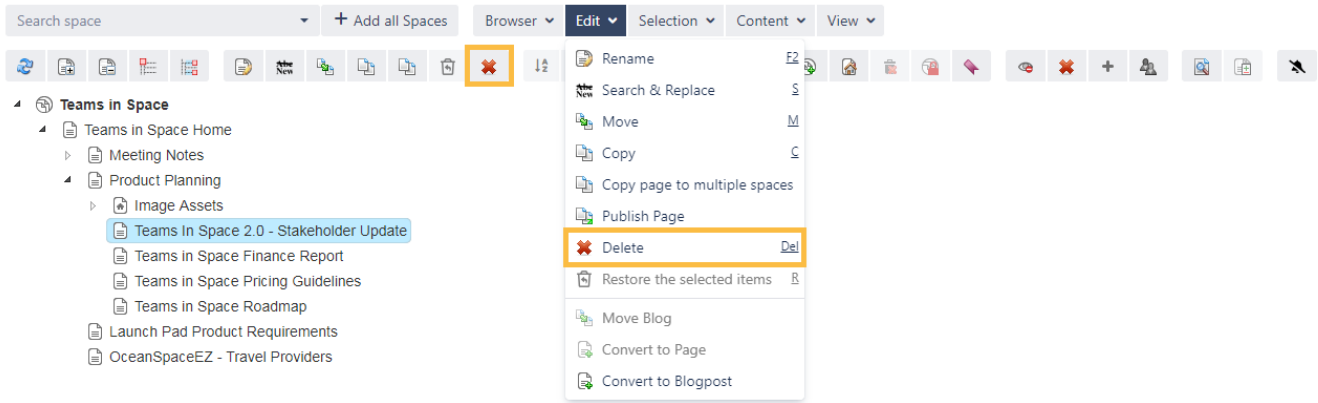 Search space
Add all Spaces
Browser
Edit
Selection
Content
View
Abc
New
1
2
Teams in Space
Teams in Space Home
Meeting Notes
Product Planning
Image Assets
Teams In Space 2.0 - Stakeholder Update
Teams in Space Finance Report
Teams in Space Pricing Guidelines
Teams in Space Roadmap
Launch Pad Product Requirements
OceanSpaceEZ - Travel Providers
Rename F2
Search & Replace S
Move M
Copy C
Copy page to multiple spaces
Publish Page
Delete Del
Restore the selected items R
Move Blog
Convert to Page
Convert to Blogpost